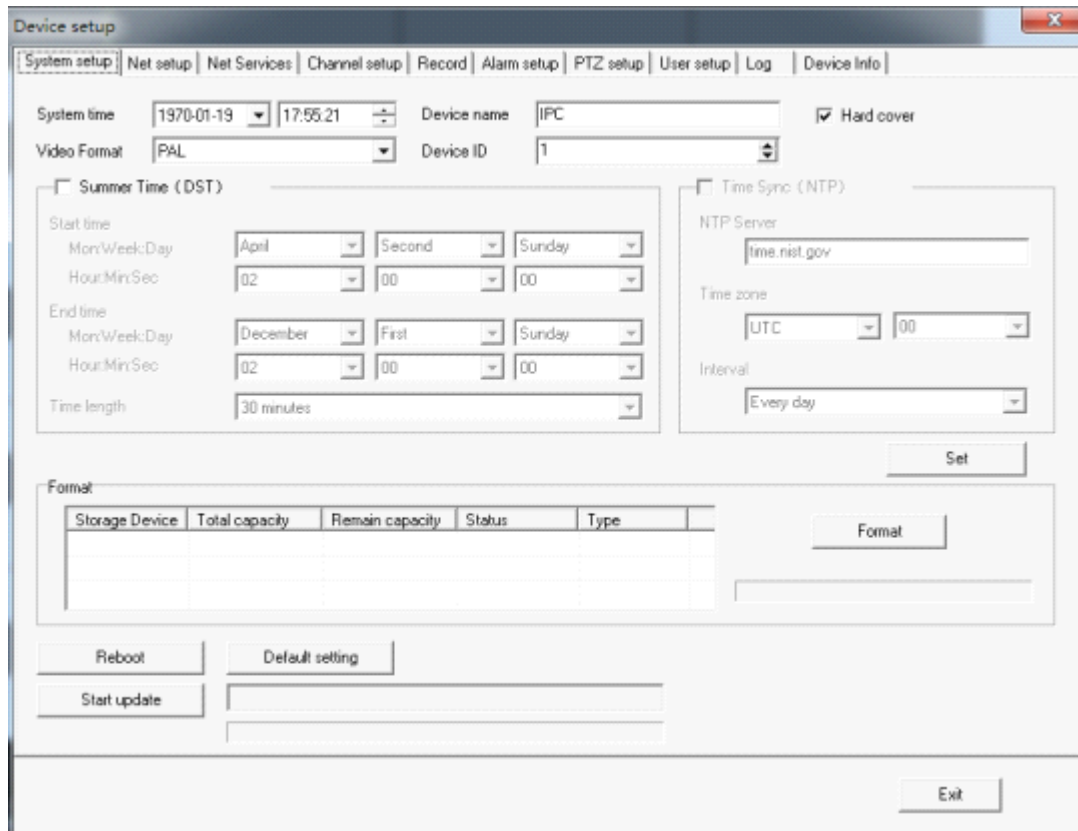 Device setup
System setup Net setup Net Services Channel setup Record Alarm setup PTZ setup User setup Log Device Info
System time 1970-01-19 17:55:21 Device name IPC Hard cover
Video Format PAL Device ID 1
Summer Time (DST) Time Sync (NTP)
Start time NTP Server
Mon:Week:Day April Second Sunday time.nist.gov
Hour:Min:Sec 02 00 00
End time Time zone
Mon:Week:Day December First Sunday UTC 00
Hour:Min:Sec 02 00 00 Interval
Time length 30 minutes Every day
Set
Format
Storage Device Total capacity Remain capacity Status Type
Format
Reboot Default setting
Start update
Exit